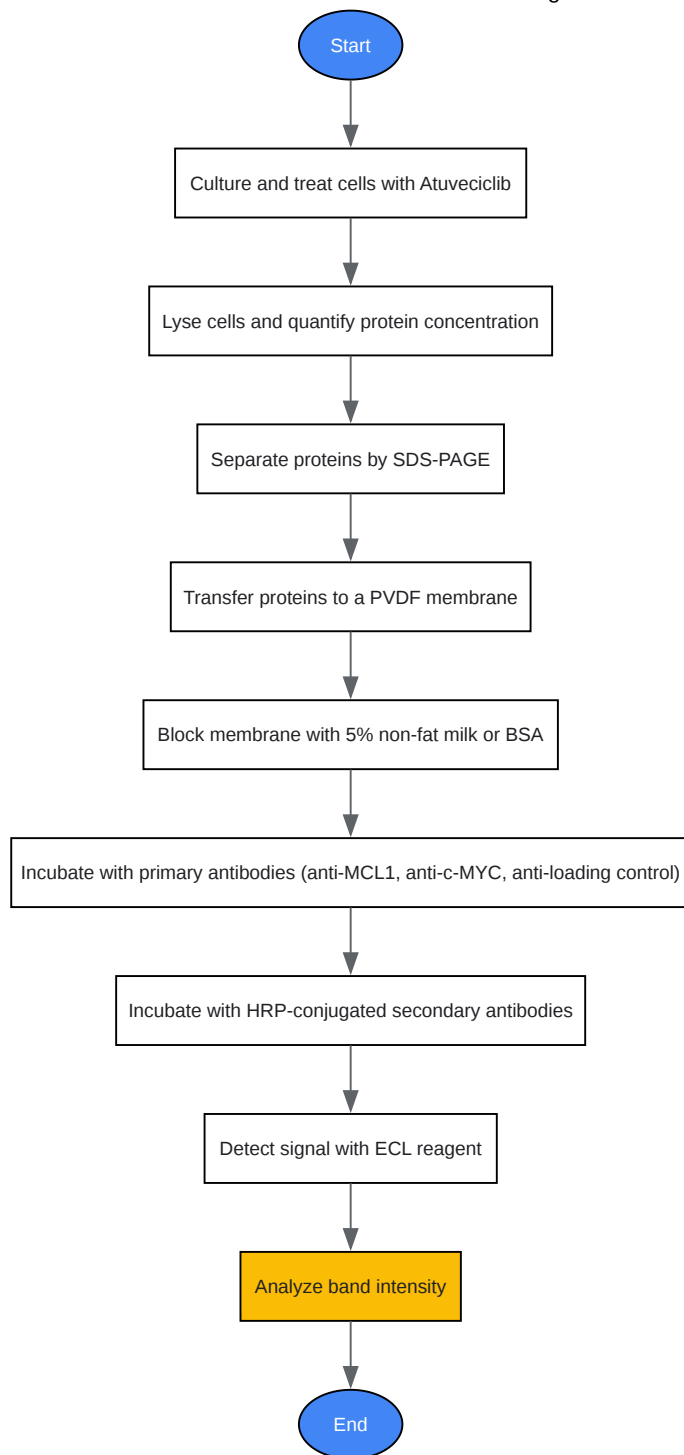 Start
Culture and treat cells with Atuveciclib
Lyse cells and quantify protein concentration
Separate proteins by SDS-PAGE
Transfer proteins to a PVDF membrane
Block membrane with 5% non-fat milk or BSA
Incubate with primary antibodies (anti-MCL1, anti-c-MYC, anti-loading control)
Incubate with HRP-conjugated secondary antibodies
Detect signal with ECL reagent
Analyze band intensity
End